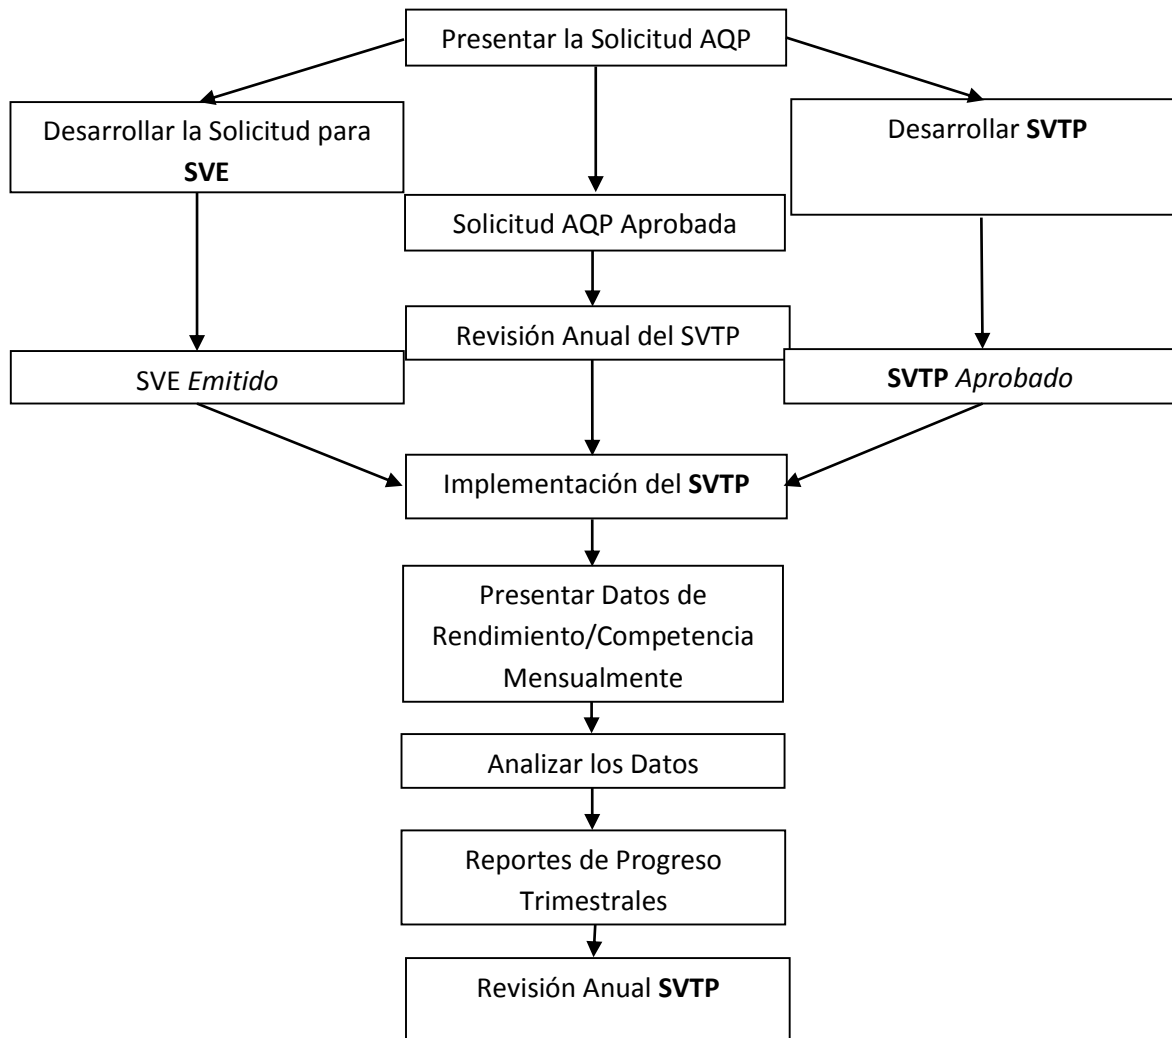 Presentar la Solicitud AQP
Desarrollar la Solicitud para
SVE
Desarrollar SVTP
Solicitud AQP Aprobada
Revisión Anual del SVTP
SVE Emitido
SVTP Aprobado
Implementación del SVTP
Presentar Datos de
Rendimiento/Competencia
Mensualmente
Analizar los Datos
Reportes de Progreso
Trimestrales
Revisión Anual SVTP